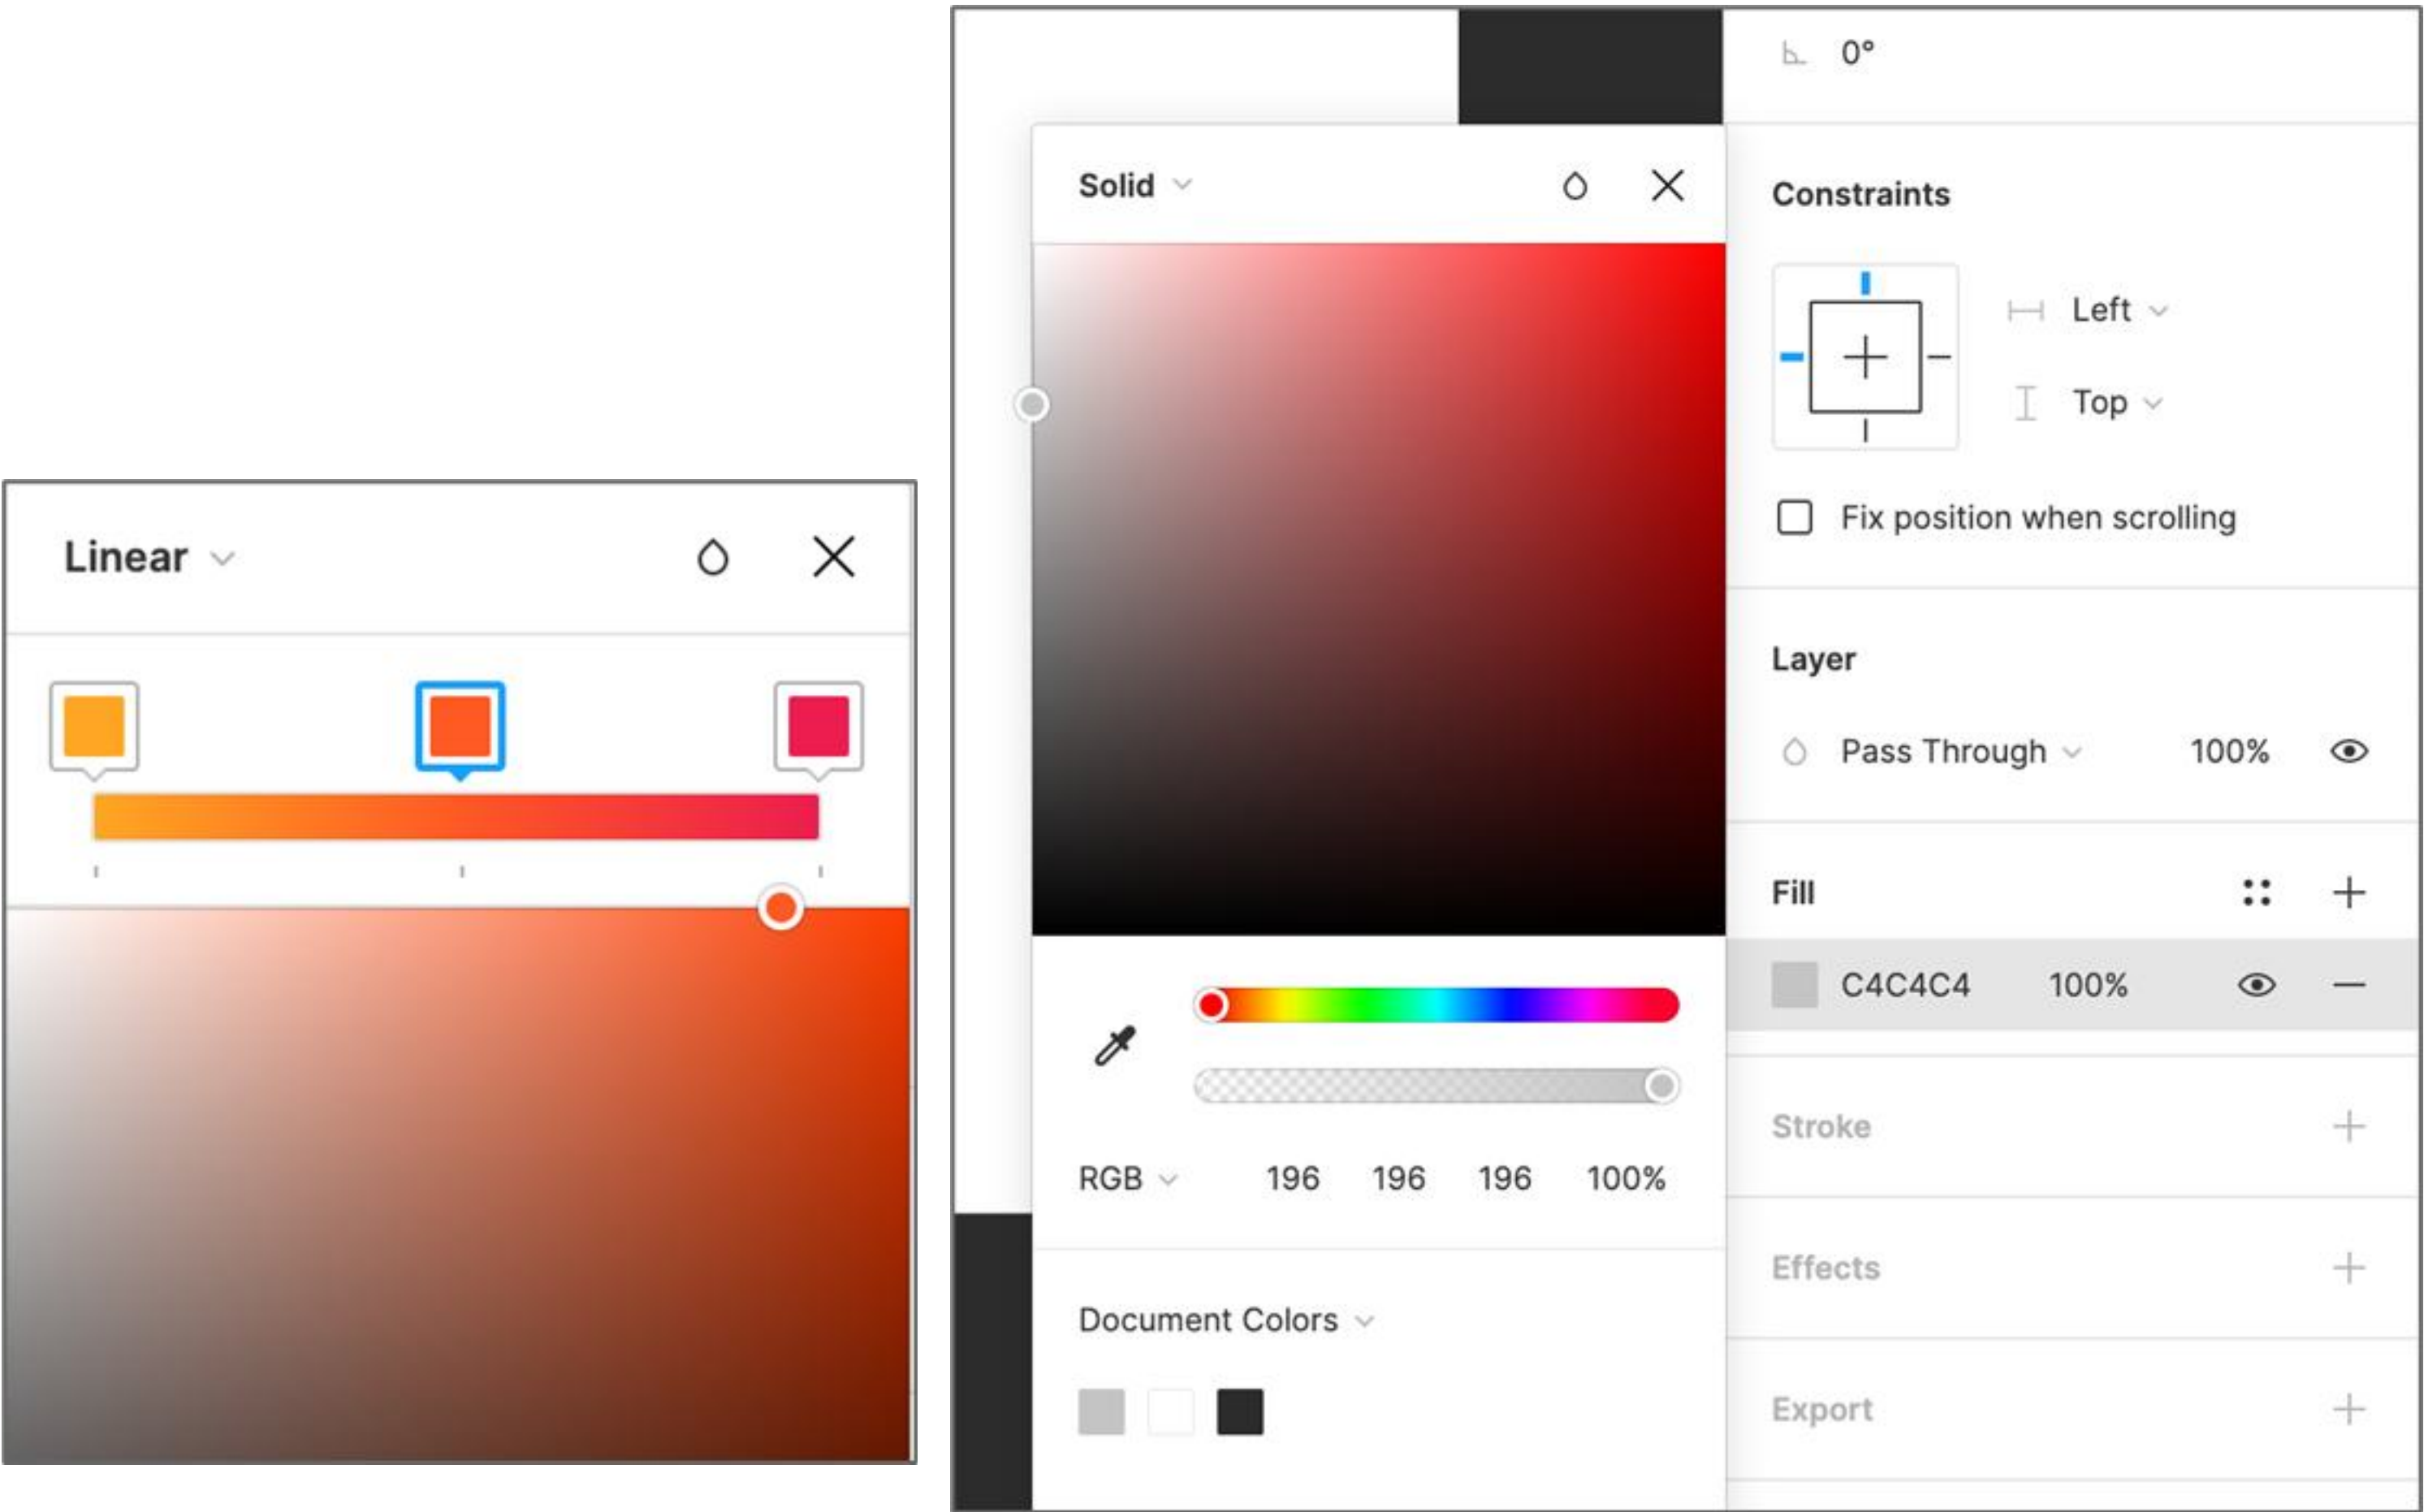 Linear
Solid
RGB 196 196 196 100%
Document Colors
0°
Constraints
Left
Top
Fix position when scrolling
Layer
Pass Through 100%
Fill
C4C4C4 100%
Stroke
Effects
Export